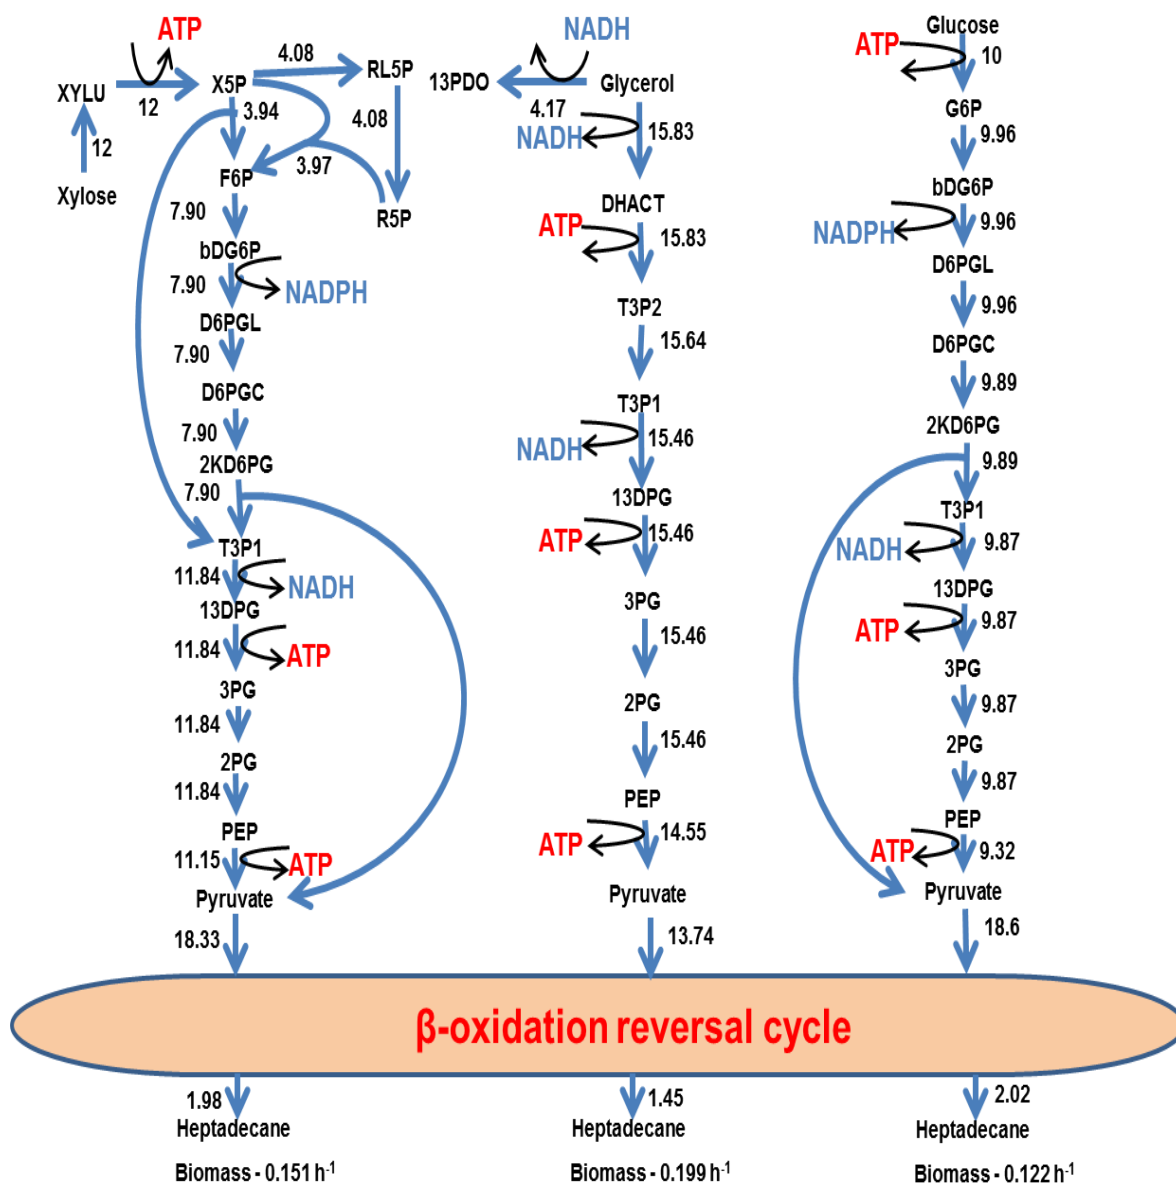 ATP
4.08
RL5P
XYLU
X5P
12
3.94
4.08
12
3.97
Xylose
F6P
R5P
7.90
bDG6P
7.90
NADPH
D6PGL
7.90
D6PGC
7.90
2KD6PG
7.90
T3P1
11.84
NADH
13DPG
11.84
ATP
3PG
11.84
2PG
11.84
PEP
11.15
ATP
Pyruvate
18.33
NADH
13PDO
Glycerol
4.17
NADH
15.83
DHACT
ATP
15.83
T3P2
15.64
T3P1
NADH
15.46
13DPG
ATP
15.46
3PG
15.46
2PG
15.46
PEP
ATP
14.55
Pyruvate
13.74
Glucose
ATP
10
G6P
9.96
bDG6P
NADPH
9.96
D6PGL
9.96
D6PGC
9.89
2KD6PG
9.89
T3P1
NADH
9.87
13DPG
ATP
9.87
3PG
9.87
2PG
9.87
PEP
ATP
9.32
Pyruvate
18.6
β-oxidation reversal cycle
1.98
Heptadecane
Biomass - 0.151 h-1
1.45
Heptadecane
Biomass - 0.199 h-1
2.02
Heptadecane
Biomass - 0.122 h-1